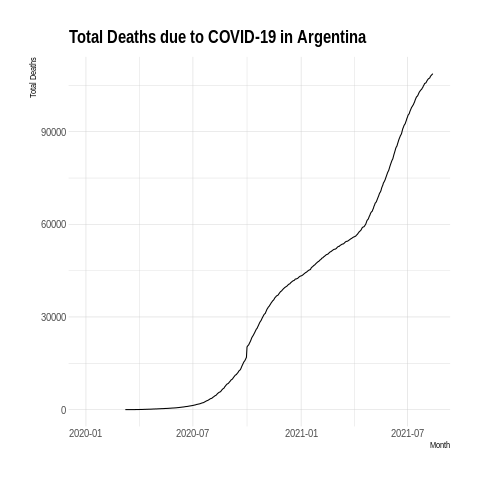 Total Deaths due to COVID-19 in Argentina
Total Deaths
90000
60000
30000
0
2020-01 2020-07 2021-01 2021-07
Month